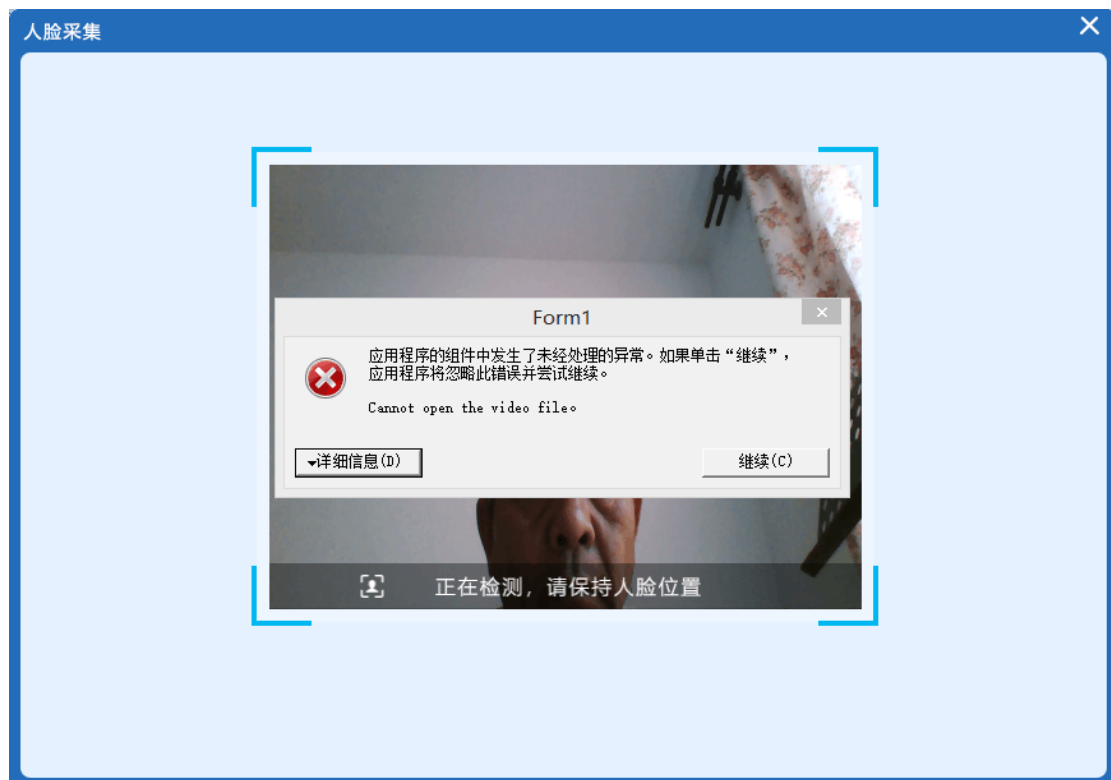 人脸采集
Form1
应用程序的组件中发生了未经处理的异常。如果单击“继续”，
应用程序将忽略此错误并尝试继续。
Cannot open the video file。
详细信息(D)
继续(C)
正在检测，请保持人脸位置